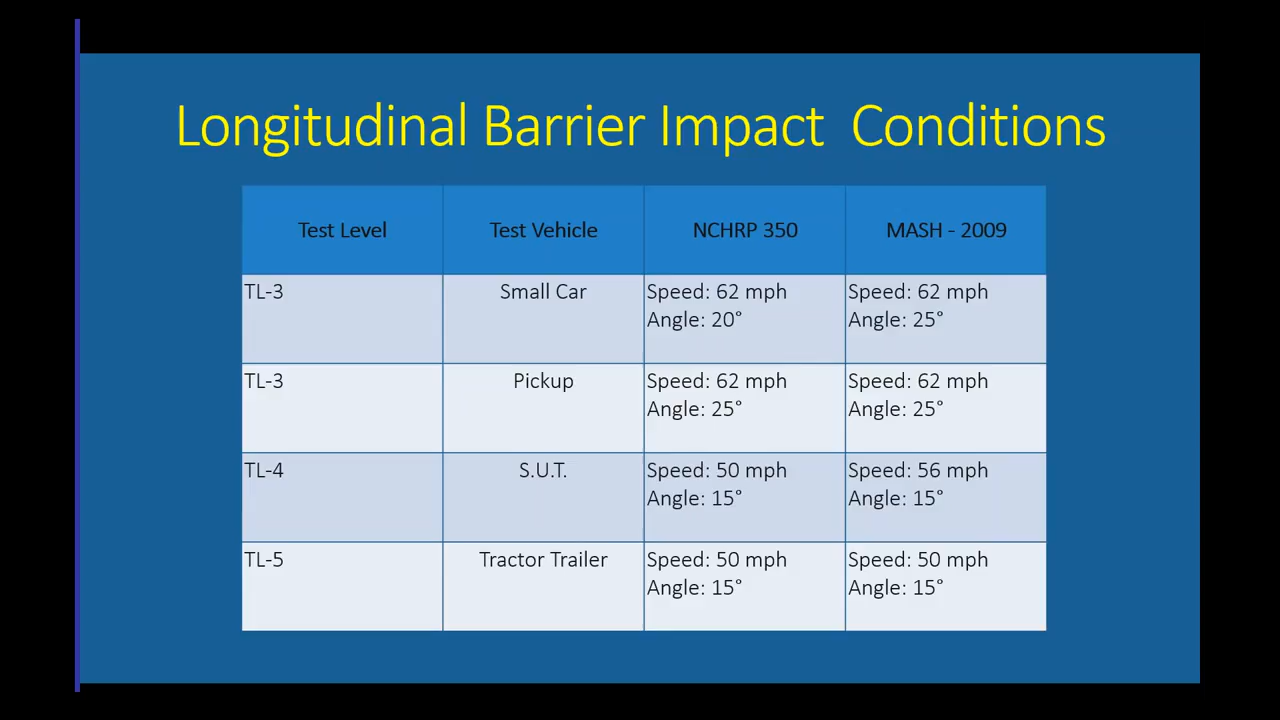 Longitudinal Barrier Impact Conditions
Test Level Test Vehicle NCHRP 350 MASH - 2009
TL-3 Small Car Speed: 62 mph Speed: 62 mph
Angle: 20° Angle: 25°
TL-3 Pickup Speed: 62 mph Speed: 62 mph
Angle: 25° Angle: 25°
TL-4 S.U.T. Speed: 50 mph Speed: 56 mph
Angle: 15° Angle: 15°
TL-5 Tractor Trailer Speed: 50 mph Speed: 50 mph
Angle: 15° Angle: 15°